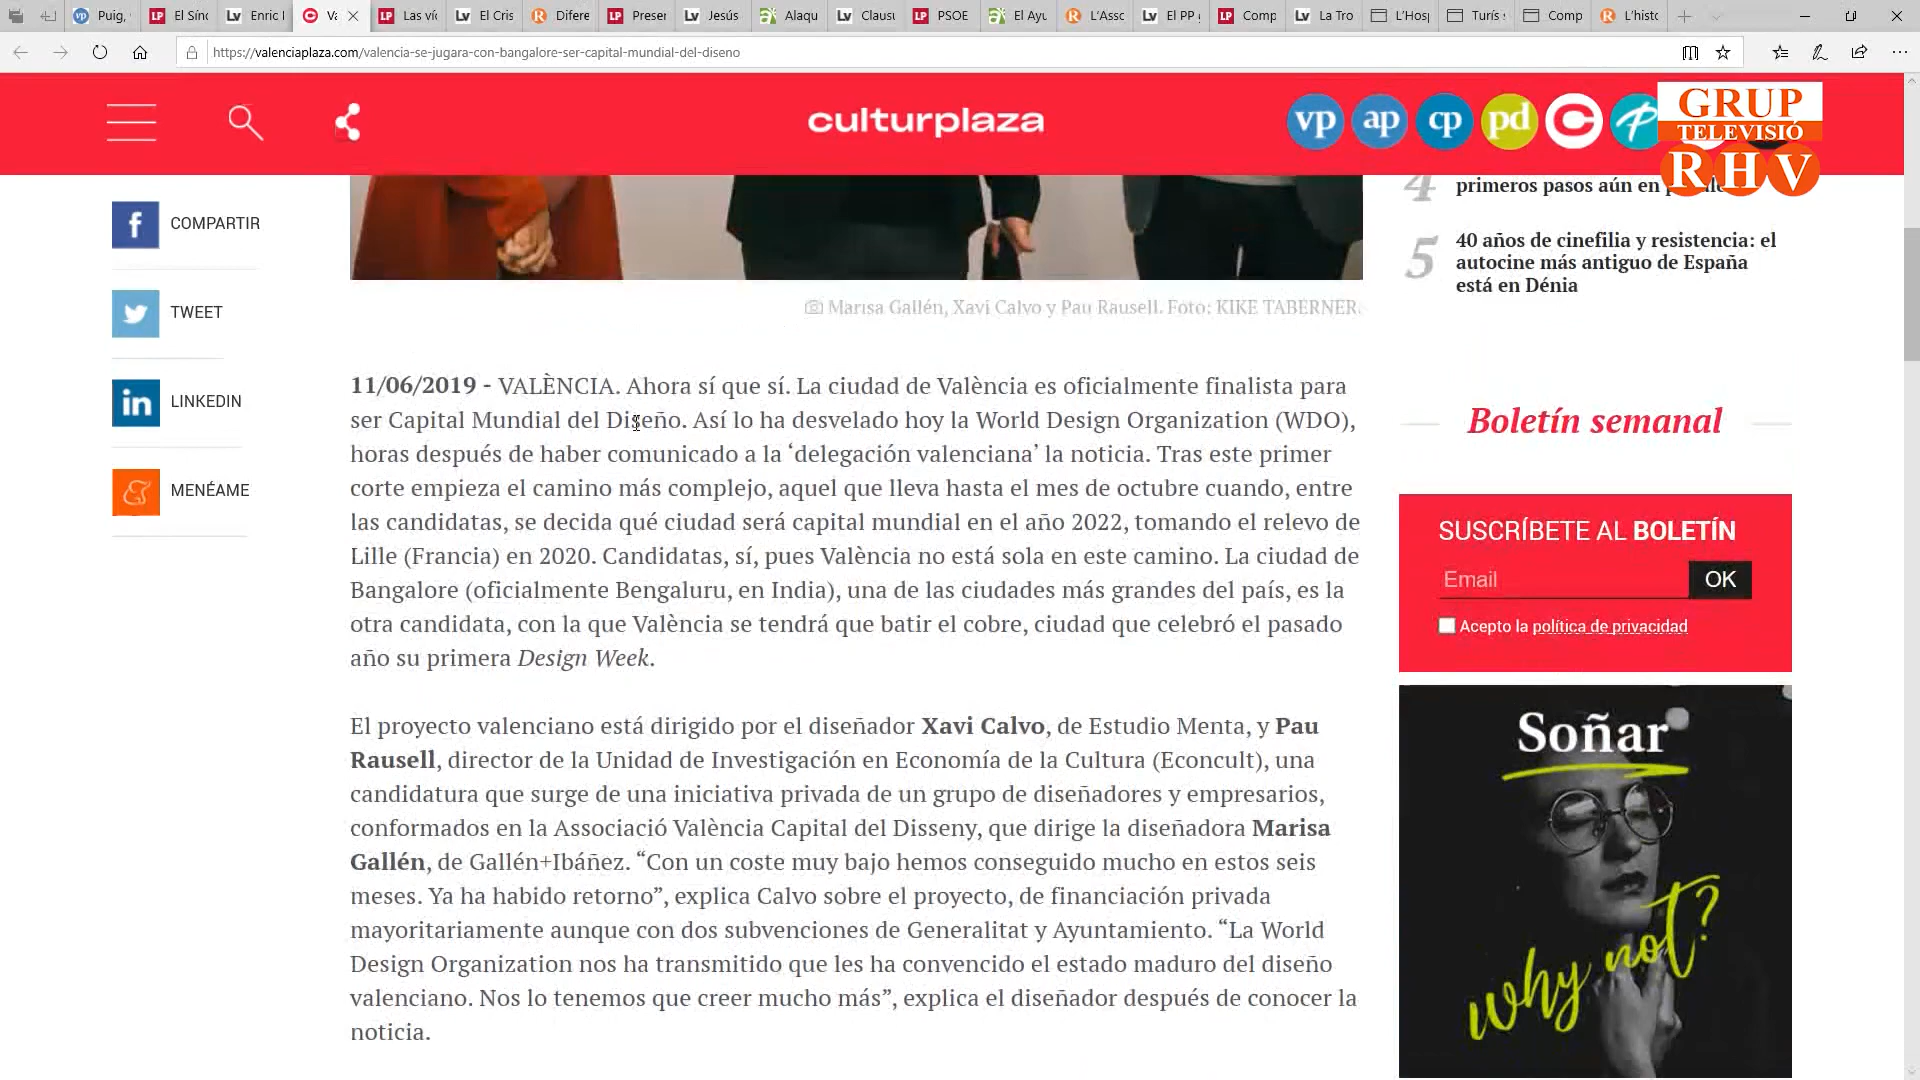 Puig,
El Sínc
Enric I
Va
Las ví
El Cris
Difere
Preser
Jesús
Alaqu
Claust
PSOE
El Ayu
L'Assc
El PP
Comp
La Tro
L'Hos
Turís
Comp
L'histo
https://valenciaplaza.com/valencia-se-jugara-con-bangalore-ser-capital-mundial-del-diseno
culturplaza
vp ap cp pd
GRUP
TELEVISIÓ
RHV
COMPARTIR
TWEET
LINKEDIN
MENÉAME
Marisa Gallén, Xavi Calvo y Pau Rausell. Foto: KIKE TABERNER.
11/06/2019 - VALÈNCIA. Ahora sí que sí. La ciudad de València es oficialmente finalista para
ser Capital Mundial del Diseño. Así lo ha desvelado hoy la World Design Organization (WDO),
horas después de haber comunicado a la ‘delegación valenciana’ la noticia. Tras este primer
corte empieza el camino más complejo, aquel que lleva hasta el mes de octubre cuando, entre
las candidatas, se decida qué ciudad será capital mundial en el año 2022, tomando el relevo de
Lille (Francia) en 2020. Candidatas, sí, pues València no está sola en este camino. La ciudad de
Bangalore (oficialmente Bengaluru, en India), una de las ciudades más grandes del país, es la
otra candidata, con la que València se tendrá que batir el cobre, ciudad que celebró el pasado
año su primera Design Week.
El proyecto valenciano está dirigido por el diseñador Xavi Calvo, de Estudio Menta, y Pau
Rausell, director de la Unidad de Investigación en Economía de la Cultura (Econcult), una
candidatura que surge de una iniciativa privada de un grupo de diseñadores y empresarios,
conformados en la Associació València Capital del Disseny, que dirige la diseñadora Marisa
Gallén, de Gallén+Ibáñez. “Con un coste muy bajo hemos conseguido mucho en estos seis
meses. Ya ha habido retorno”, explica Calvo sobre el proyecto, de financiación privada
mayoritariamente aunque con dos subvenciones de Generalitat y Ayuntamiento. “La World
Design Organization nos ha transmitido que les ha convencido el estado maduro del diseño
valenciano. Nos lo tenemos que creer mucho más”, explica el diseñador después de conocer la
noticia.
4 primeros pasos aún en
5 40 años de cinefilia y resistencia: el
autocine más antiguo de España
está en Dénia
Boletín semanal
SUSCRÍBETE AL BOLETÍN
Email OK
Acepto la política de privacidad
Soñar
why not?